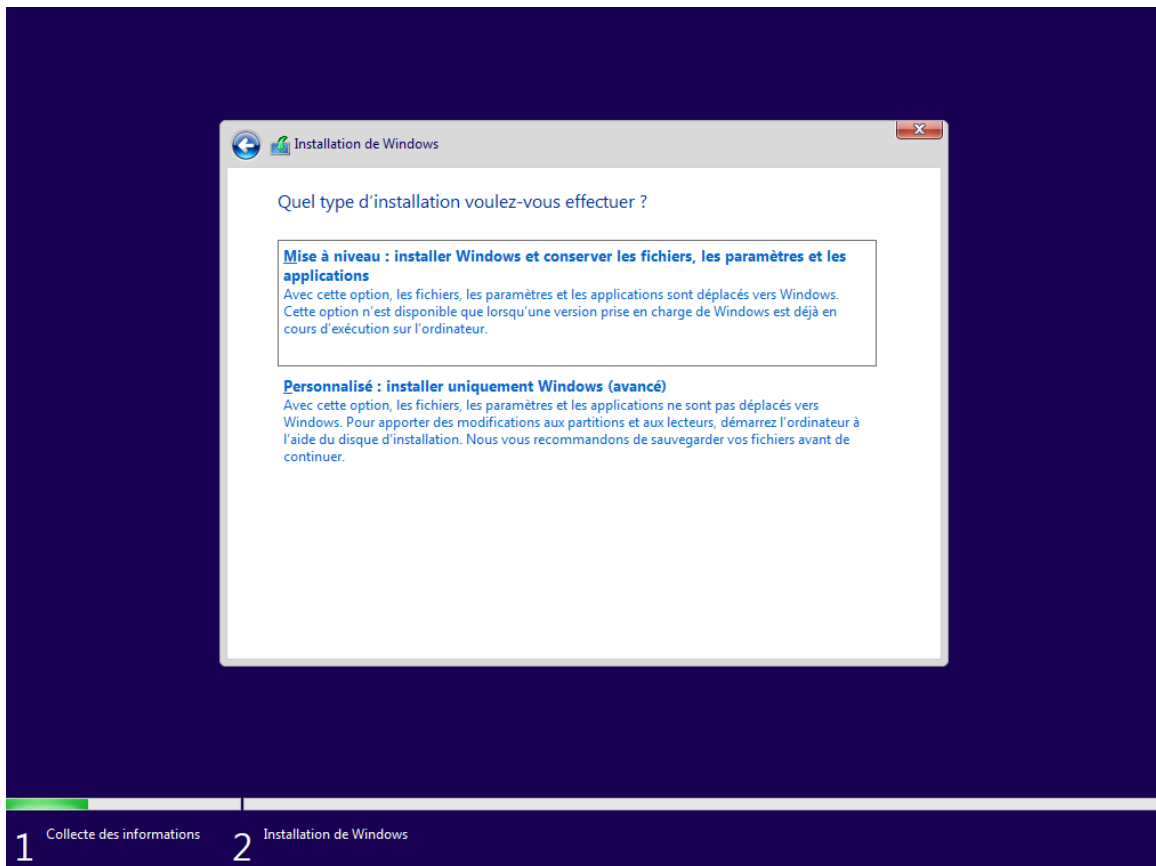 Installation de Windows
Quel type d'installation voulez-vous effectuer ?
Mise à niveau : installer Windows et conserver les fichiers, les paramètres et les
applications
Avec cette option, les fichiers, les paramètres et les applications sont déplacés vers Windows.
Cette option n'est disponible que lorsqu'une version prise en charge de Windows est déjà en
cours d'exécution sur l'ordinateur.
Personnalisé : installer uniquement Windows (avancé)
Avec cette option, les fichiers, les paramètres et les applications ne sont pas déplacés vers
Windows. Pour apporter des modifications aux partitions et aux lecteurs, démarrez l'ordinateur à
l'aide du disque d'installation. Nous vous recommandons de sauvegarder vos fichiers avant de
continuer.
1 Collecte des informations 2 Installation de Windows